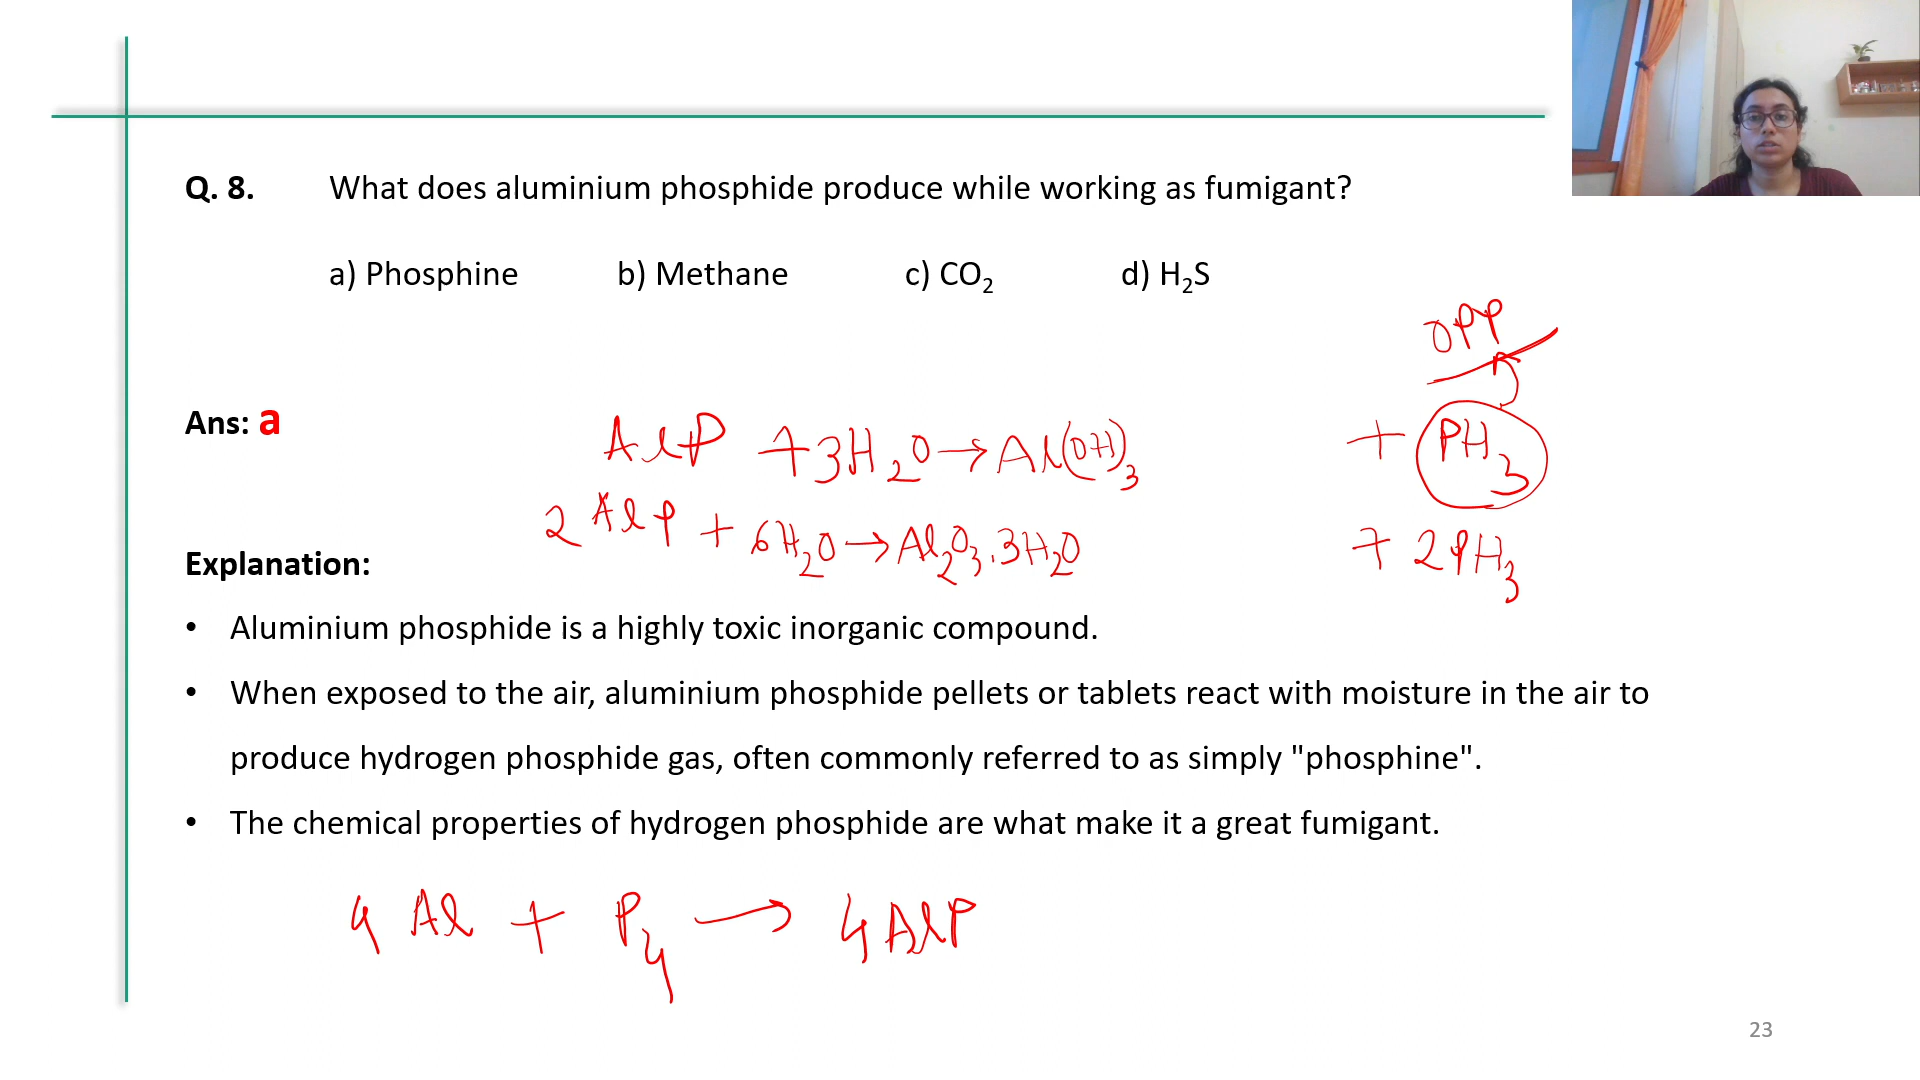 Q. 8. What does aluminium phosphide produce while working as fumigant?
a) Phosphine b) Methane c) CO₂ d) H₂S
OPP
Ans: a
AlP + 3H₂O → Al(OH)₃ + PH₃
2 AlP + 6H₂O → Al₂O₃.3H₂O + 2PH₃
Explanation:
• Aluminium phosphide is a highly toxic inorganic compound.
• When exposed to the air, aluminium phosphide pellets or tablets react with moisture in the air to
produce hydrogen phosphide gas, often commonly referred to as simply "phosphine".
• The chemical properties of hydrogen phosphide are what make it a great fumigant.
4 Al + P₄ → 4AlP
23